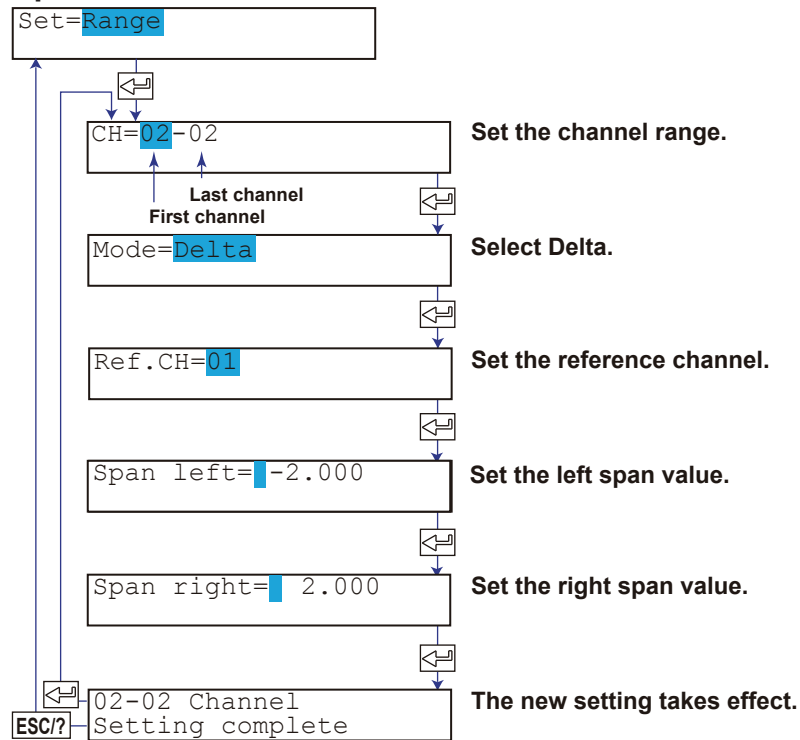 Set=Range
CH=02-02
Set the channel range.
Last channel
First channel
Mode=Delta
Select Delta.
Ref.CH=01
Set the reference channel.
Span left= -2.000
Set the left span value.
Span right= 2.000
Set the right span value.
02-02 Channel
The new setting takes effect.
ESC/?
Setting complete